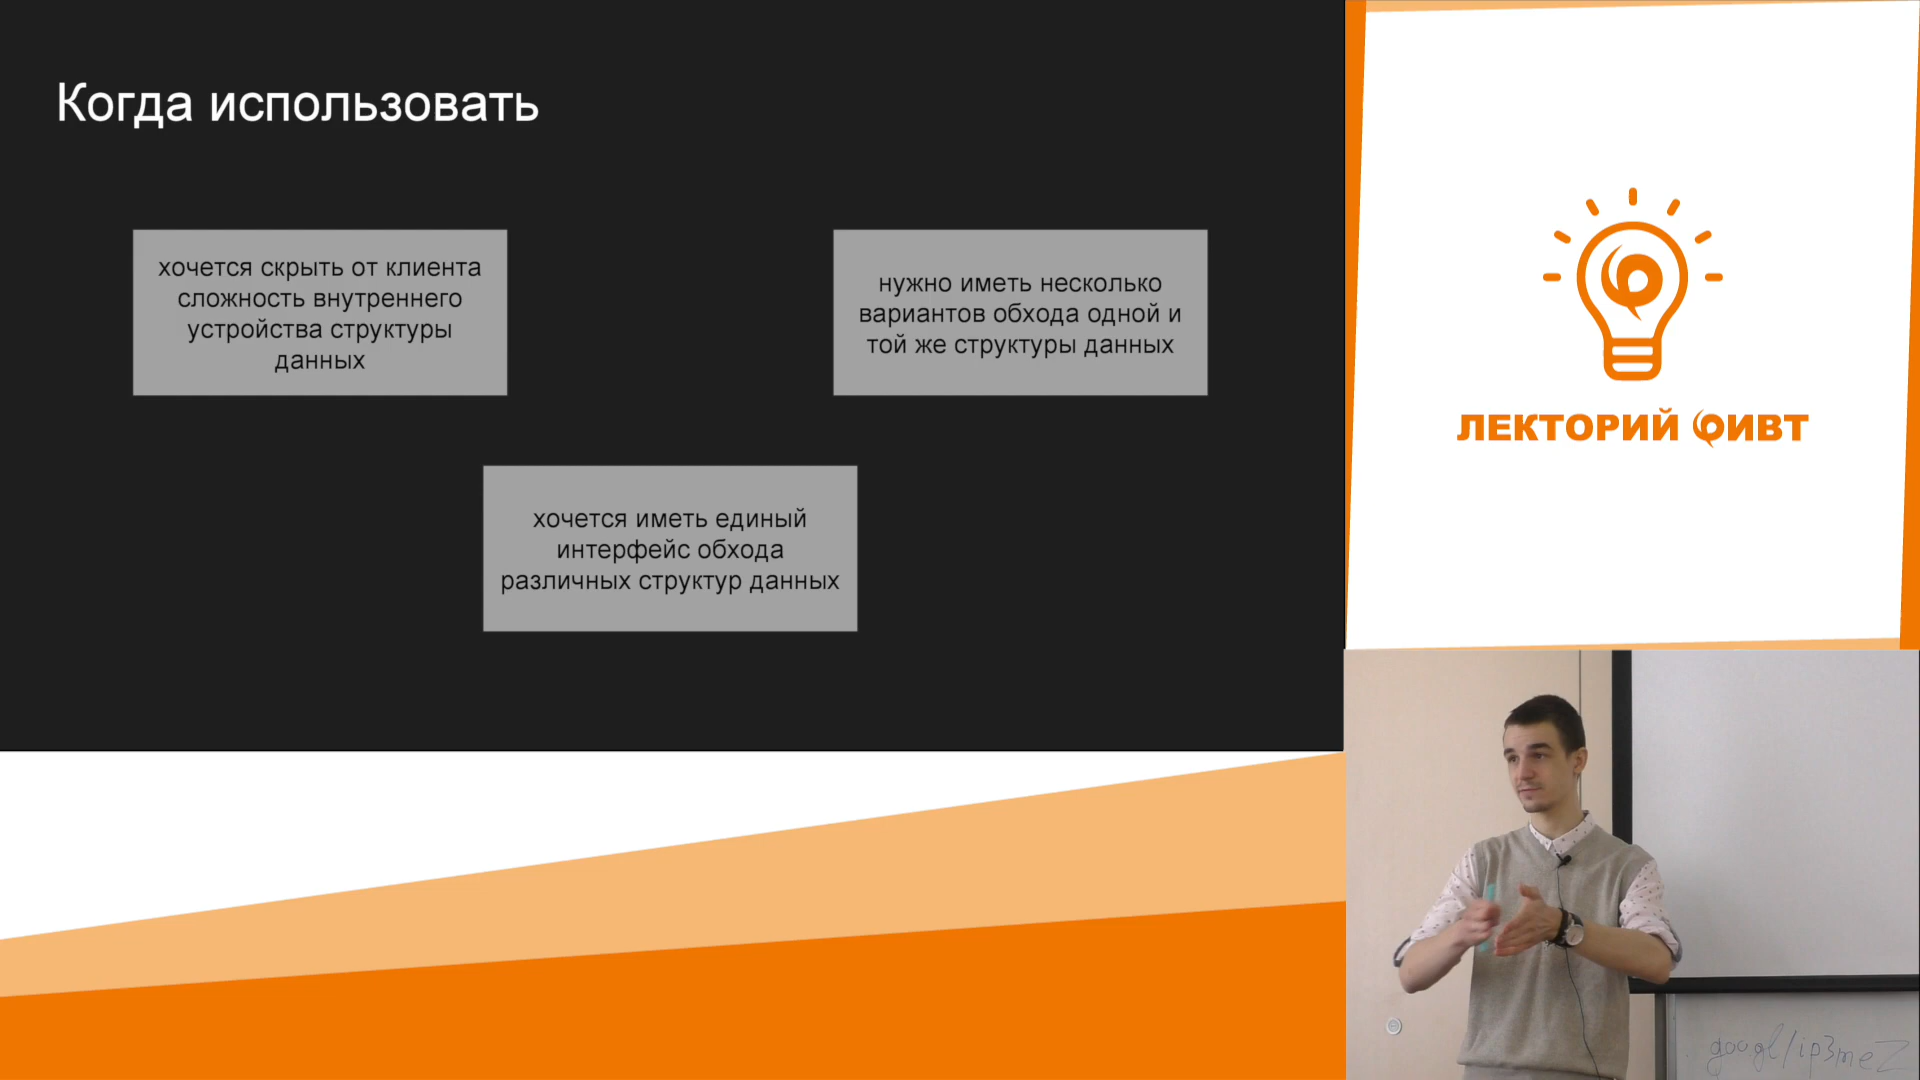 Когда использовать
хочется скрыть от клиента
сложность внутреннего
устройства структуры
данных
нужно иметь несколько
вариантов обхода одной и
той же структуры данных
хочется иметь единый
интерфейс обхода
различных структур данных
ЛЕКТОРИЙ ФИВТ